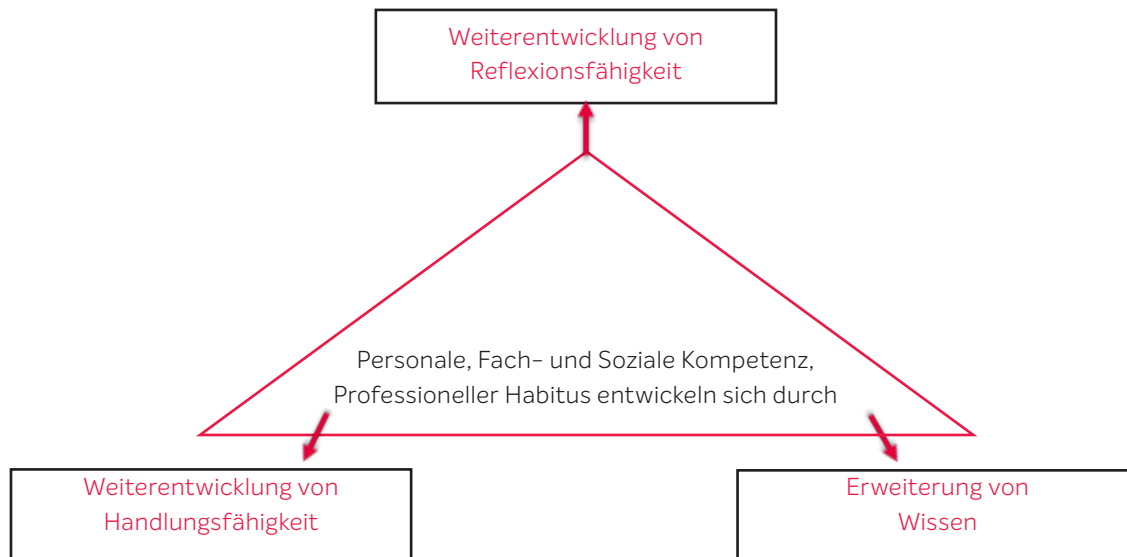 Weiterentwicklung von
Reflexionsfähigkeit
Personale, Fach- und Soziale Kompetenz,
Professioneller Habitus entwickeln sich durch
Weiterentwicklung von
Handlungsfähigkeit
Erweiterung von
Wissen